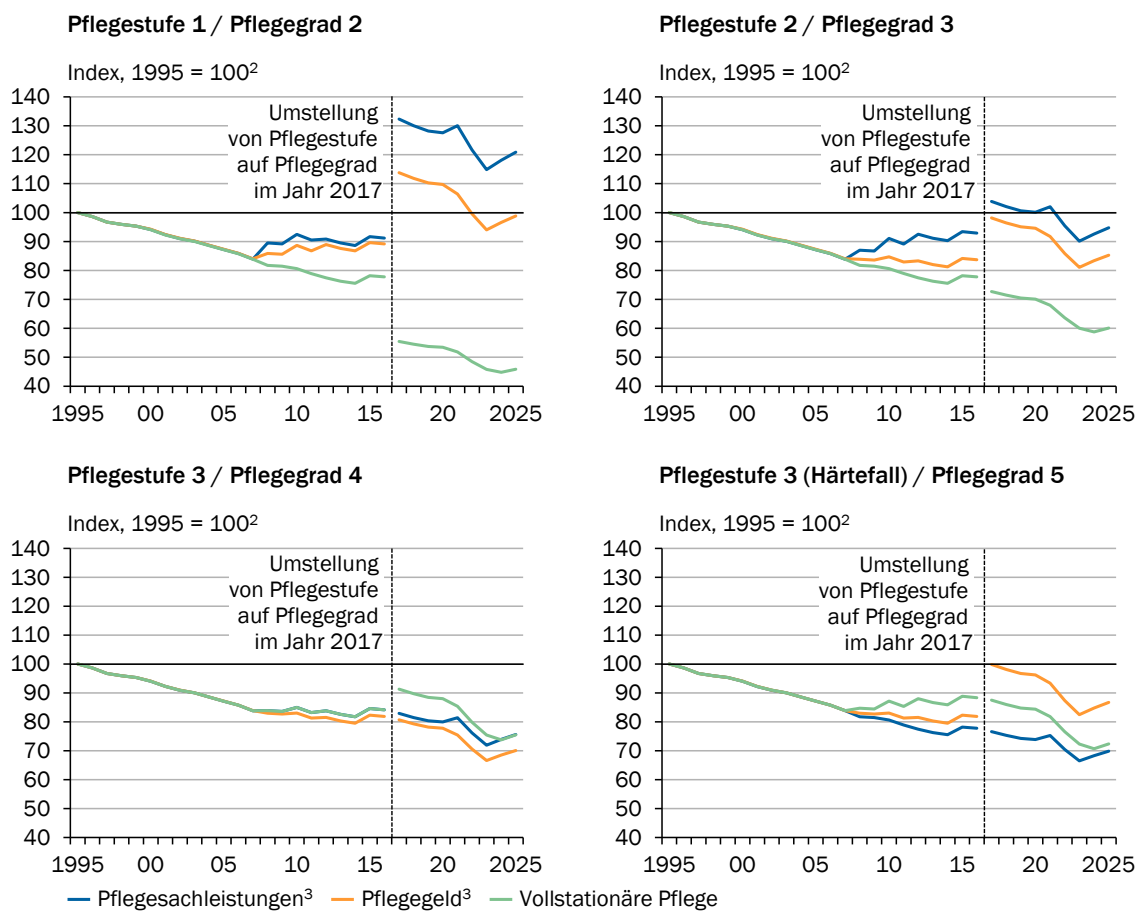 Pflegestufe 1 / Pflegegrad 2
Index, 1995 = 100²
140
130
120
110
100
90
80
70
60
50
40
Umstellung
von Pflegestufe
auf Pflegegrad
im Jahr 2017
1995 00 05 10 15 20 2025
Pflegestufe 2 / Pflegegrad 3
Index, 1995 = 100²
140
130
120
110
100
90
80
70
60
50
40
Umstellung
von Pflegestufe
auf Pflegegrad
im Jahr 2017
1995 00 05 10 15 20 2025
Pflegestufe 3 / Pflegegrad 4
Index, 1995 = 100²
140
130
120
110
100
90
80
70
60
50
40
Umstellung
von Pflegestufe
auf Pflegegrad
im Jahr 2017
1995 00 05 10 15 20 2025
Pflegestufe 3 (Härtefall) / Pflegegrad 5
Index, 1995 = 100²
140
130
120
110
100
90
80
70
60
50
40
Umstellung
von Pflegestufe
auf Pflegegrad
im Jahr 2017
1995 00 05 10 15 20 2025
Pflegesachleistungen³ Pflegegeld³ Vollstationäre Pflege